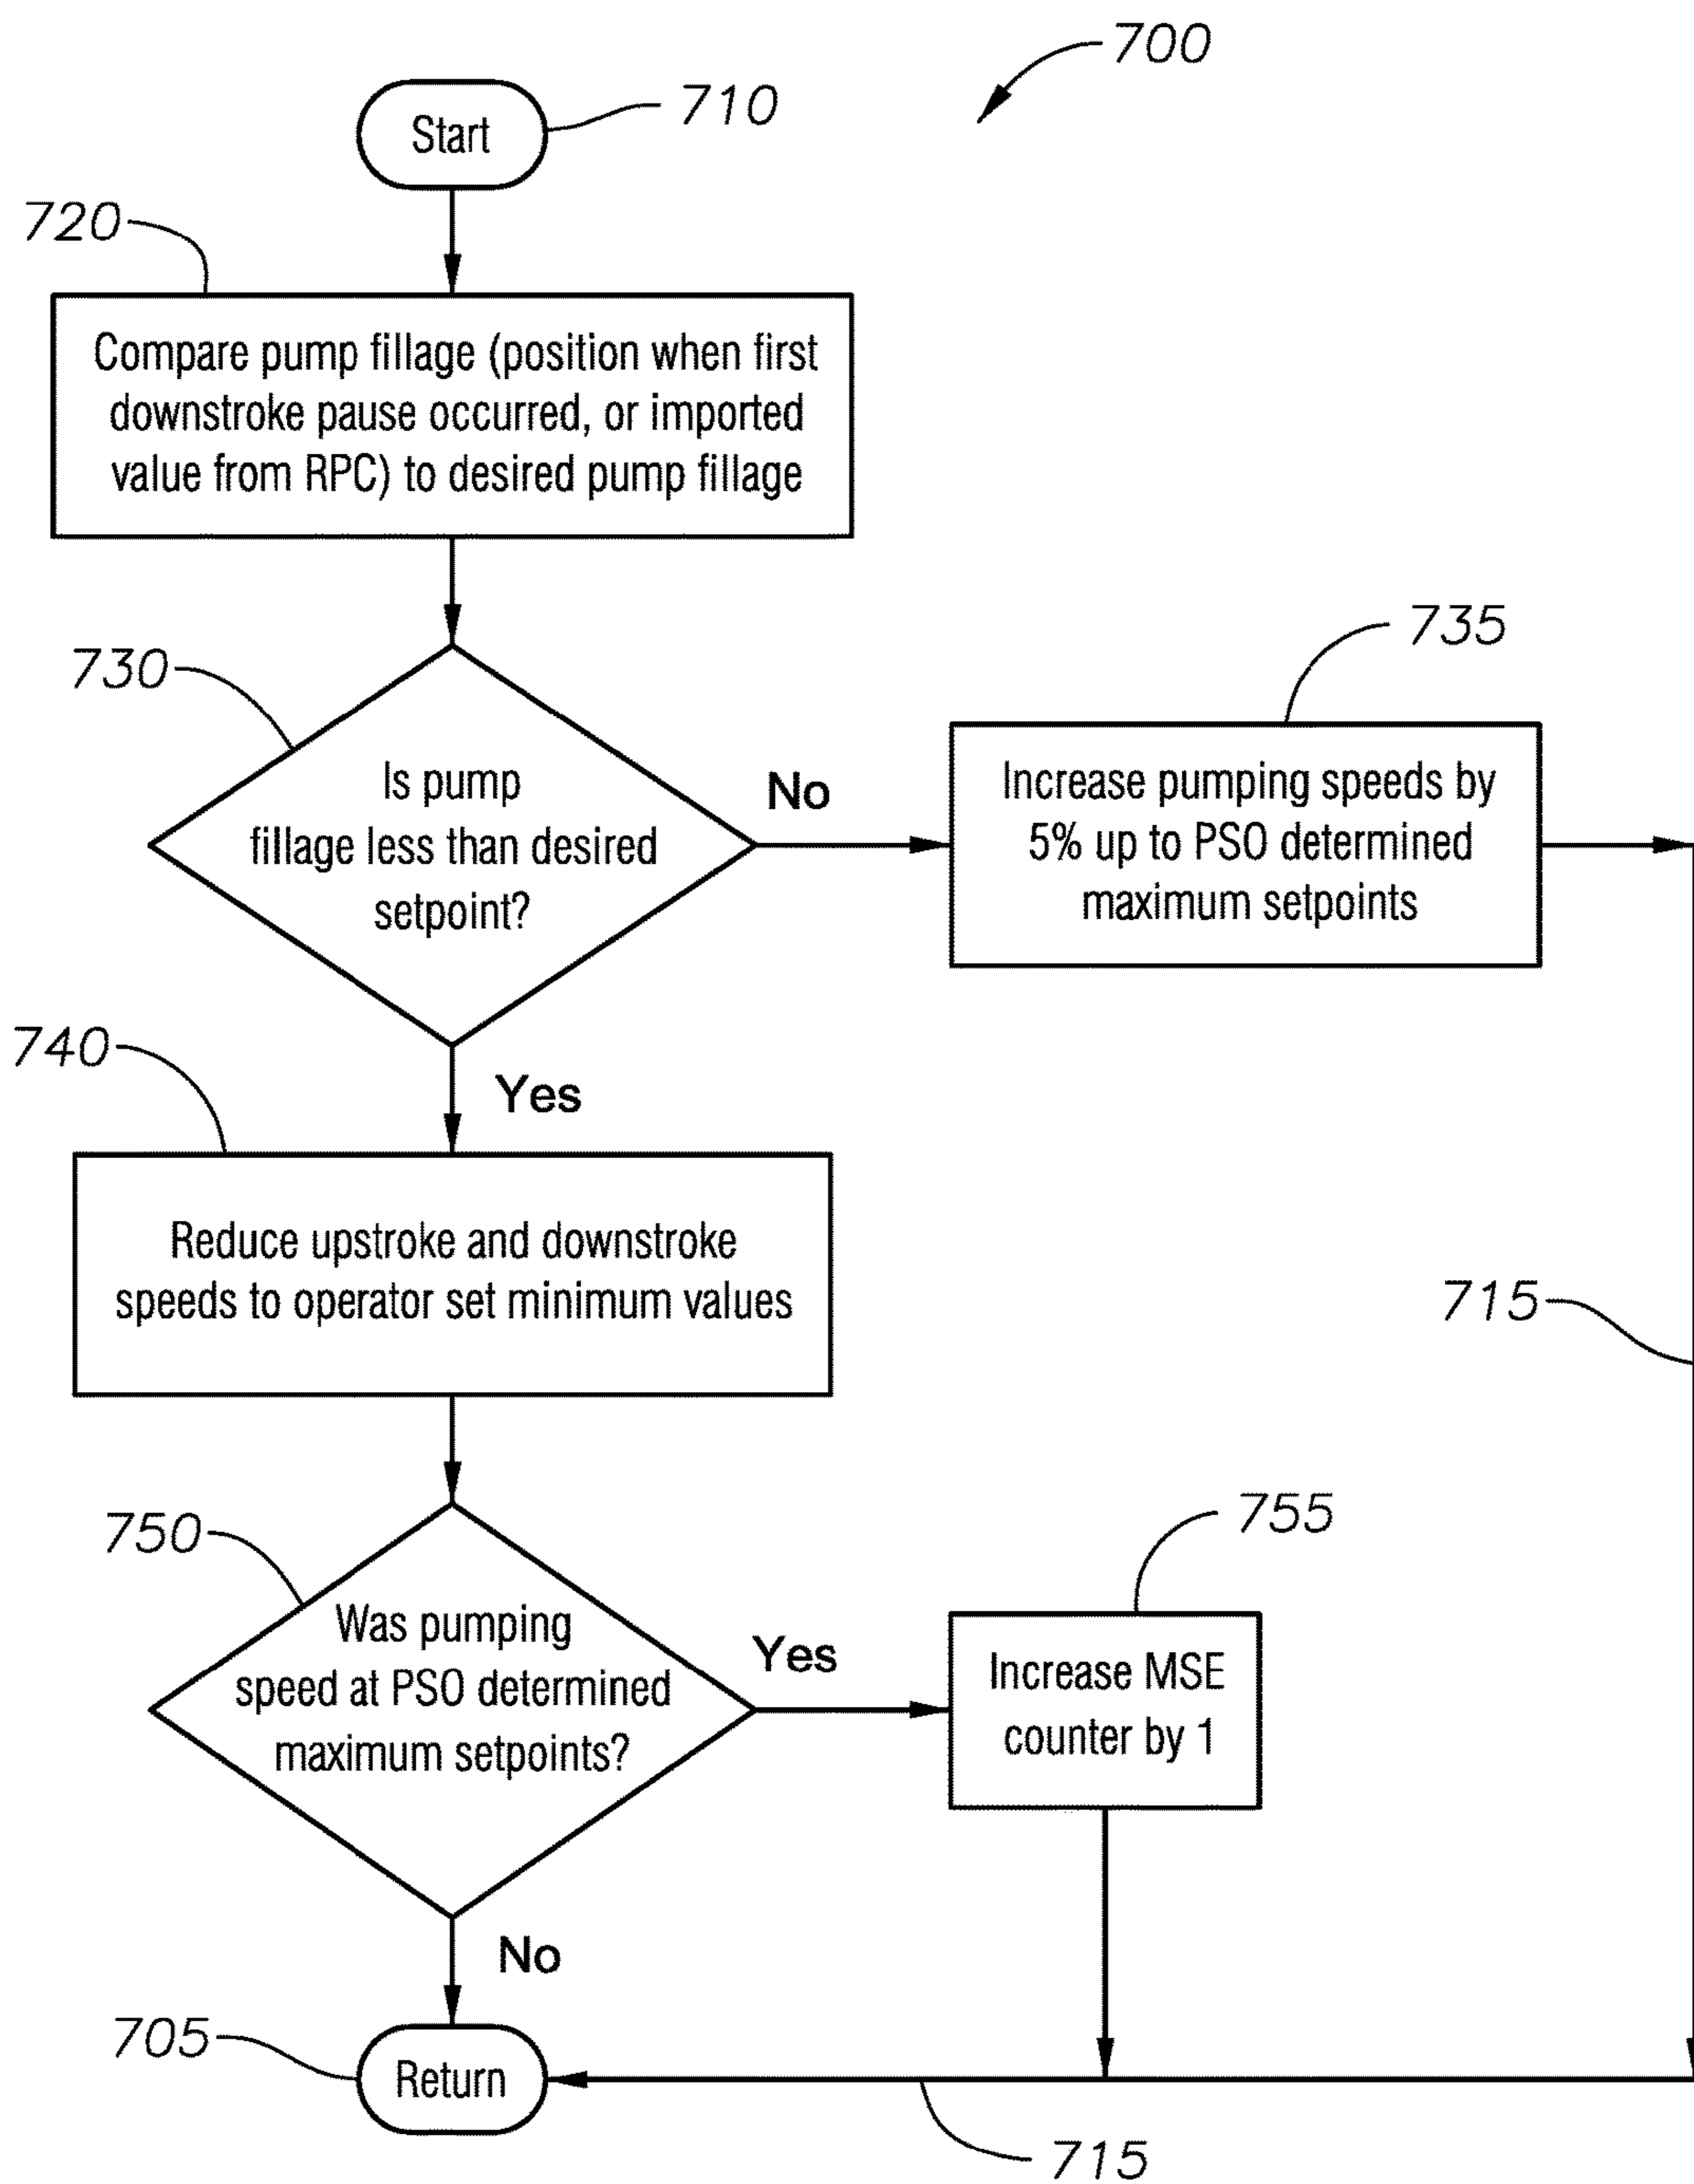 700
Start
710
720
Compare pump fillage (position when first
downstroke pause occurred, or imported
value from RPC) to desired pump fillage
730
Is pump
fillage less than desired
setpoint?
No
735
Increase pumping speeds by
5% up to PSO determined
maximum setpoints
740
Yes
Reduce upstroke and downstroke
speeds to operator set minimum values
715
750
Was pumping
speed at PSO determined
maximum setpoints?
Yes
755
Increase MSE
counter by 1
No
705
Return
715